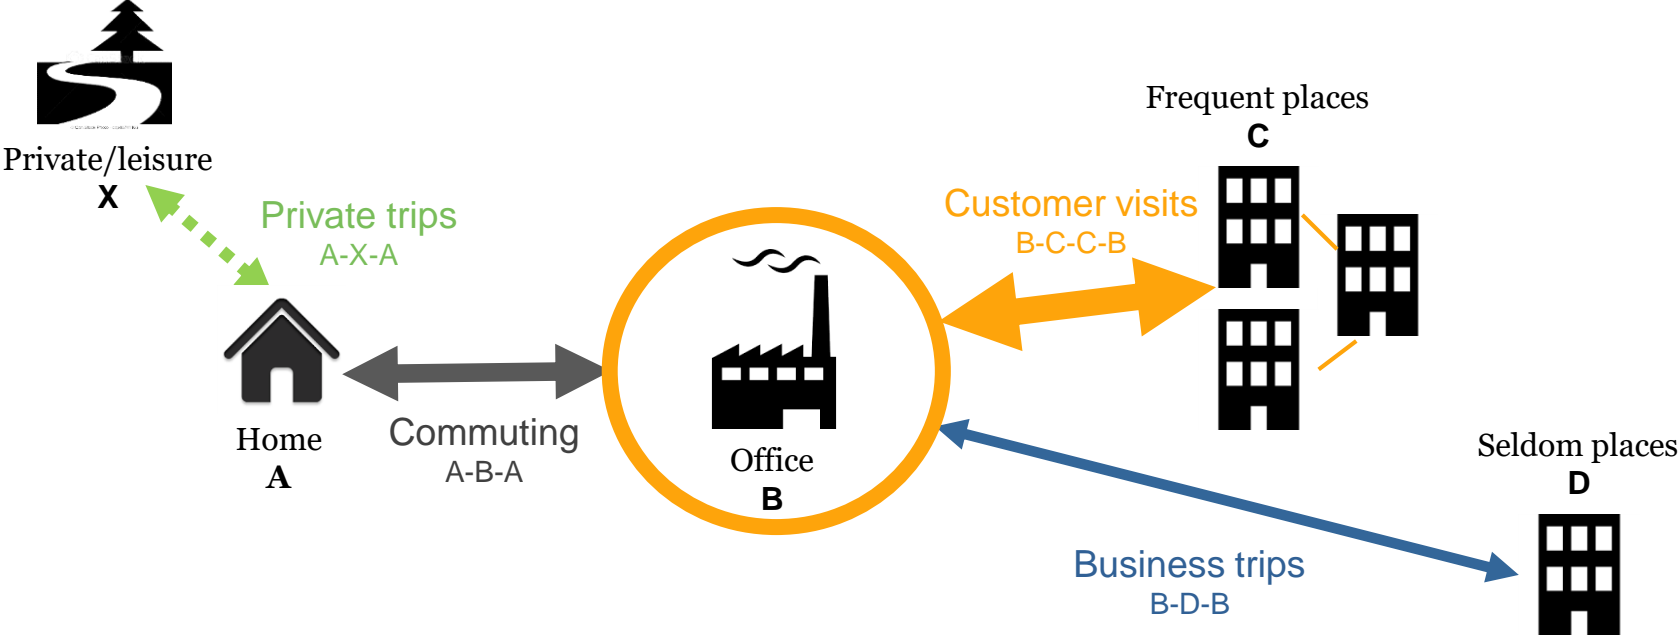 Private/leisure
X
Private trips
A-X-A
Home
A
Commuting
A-B-A
Office
B
Customer visits
B-C-C-B
Frequent places
C
Business trips
B-D-B
Seldom places
D